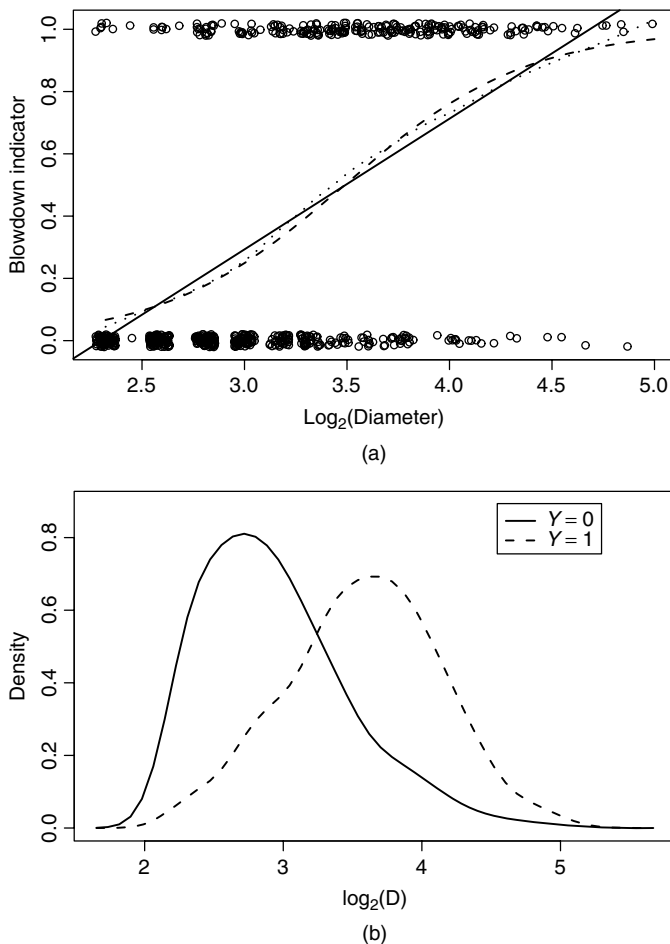 1.0
0.8
0.6
0.4
0.2
0.0
Blowdown indicator
2.5 3.0 3.5 4.0 4.5 5.0
Log₂(Diameter)
(a)
Y = 0
Y = 1
0.8
0.6
0.4
0.2
0.0
Density
2 3 4 5
log₂(D)
(b)